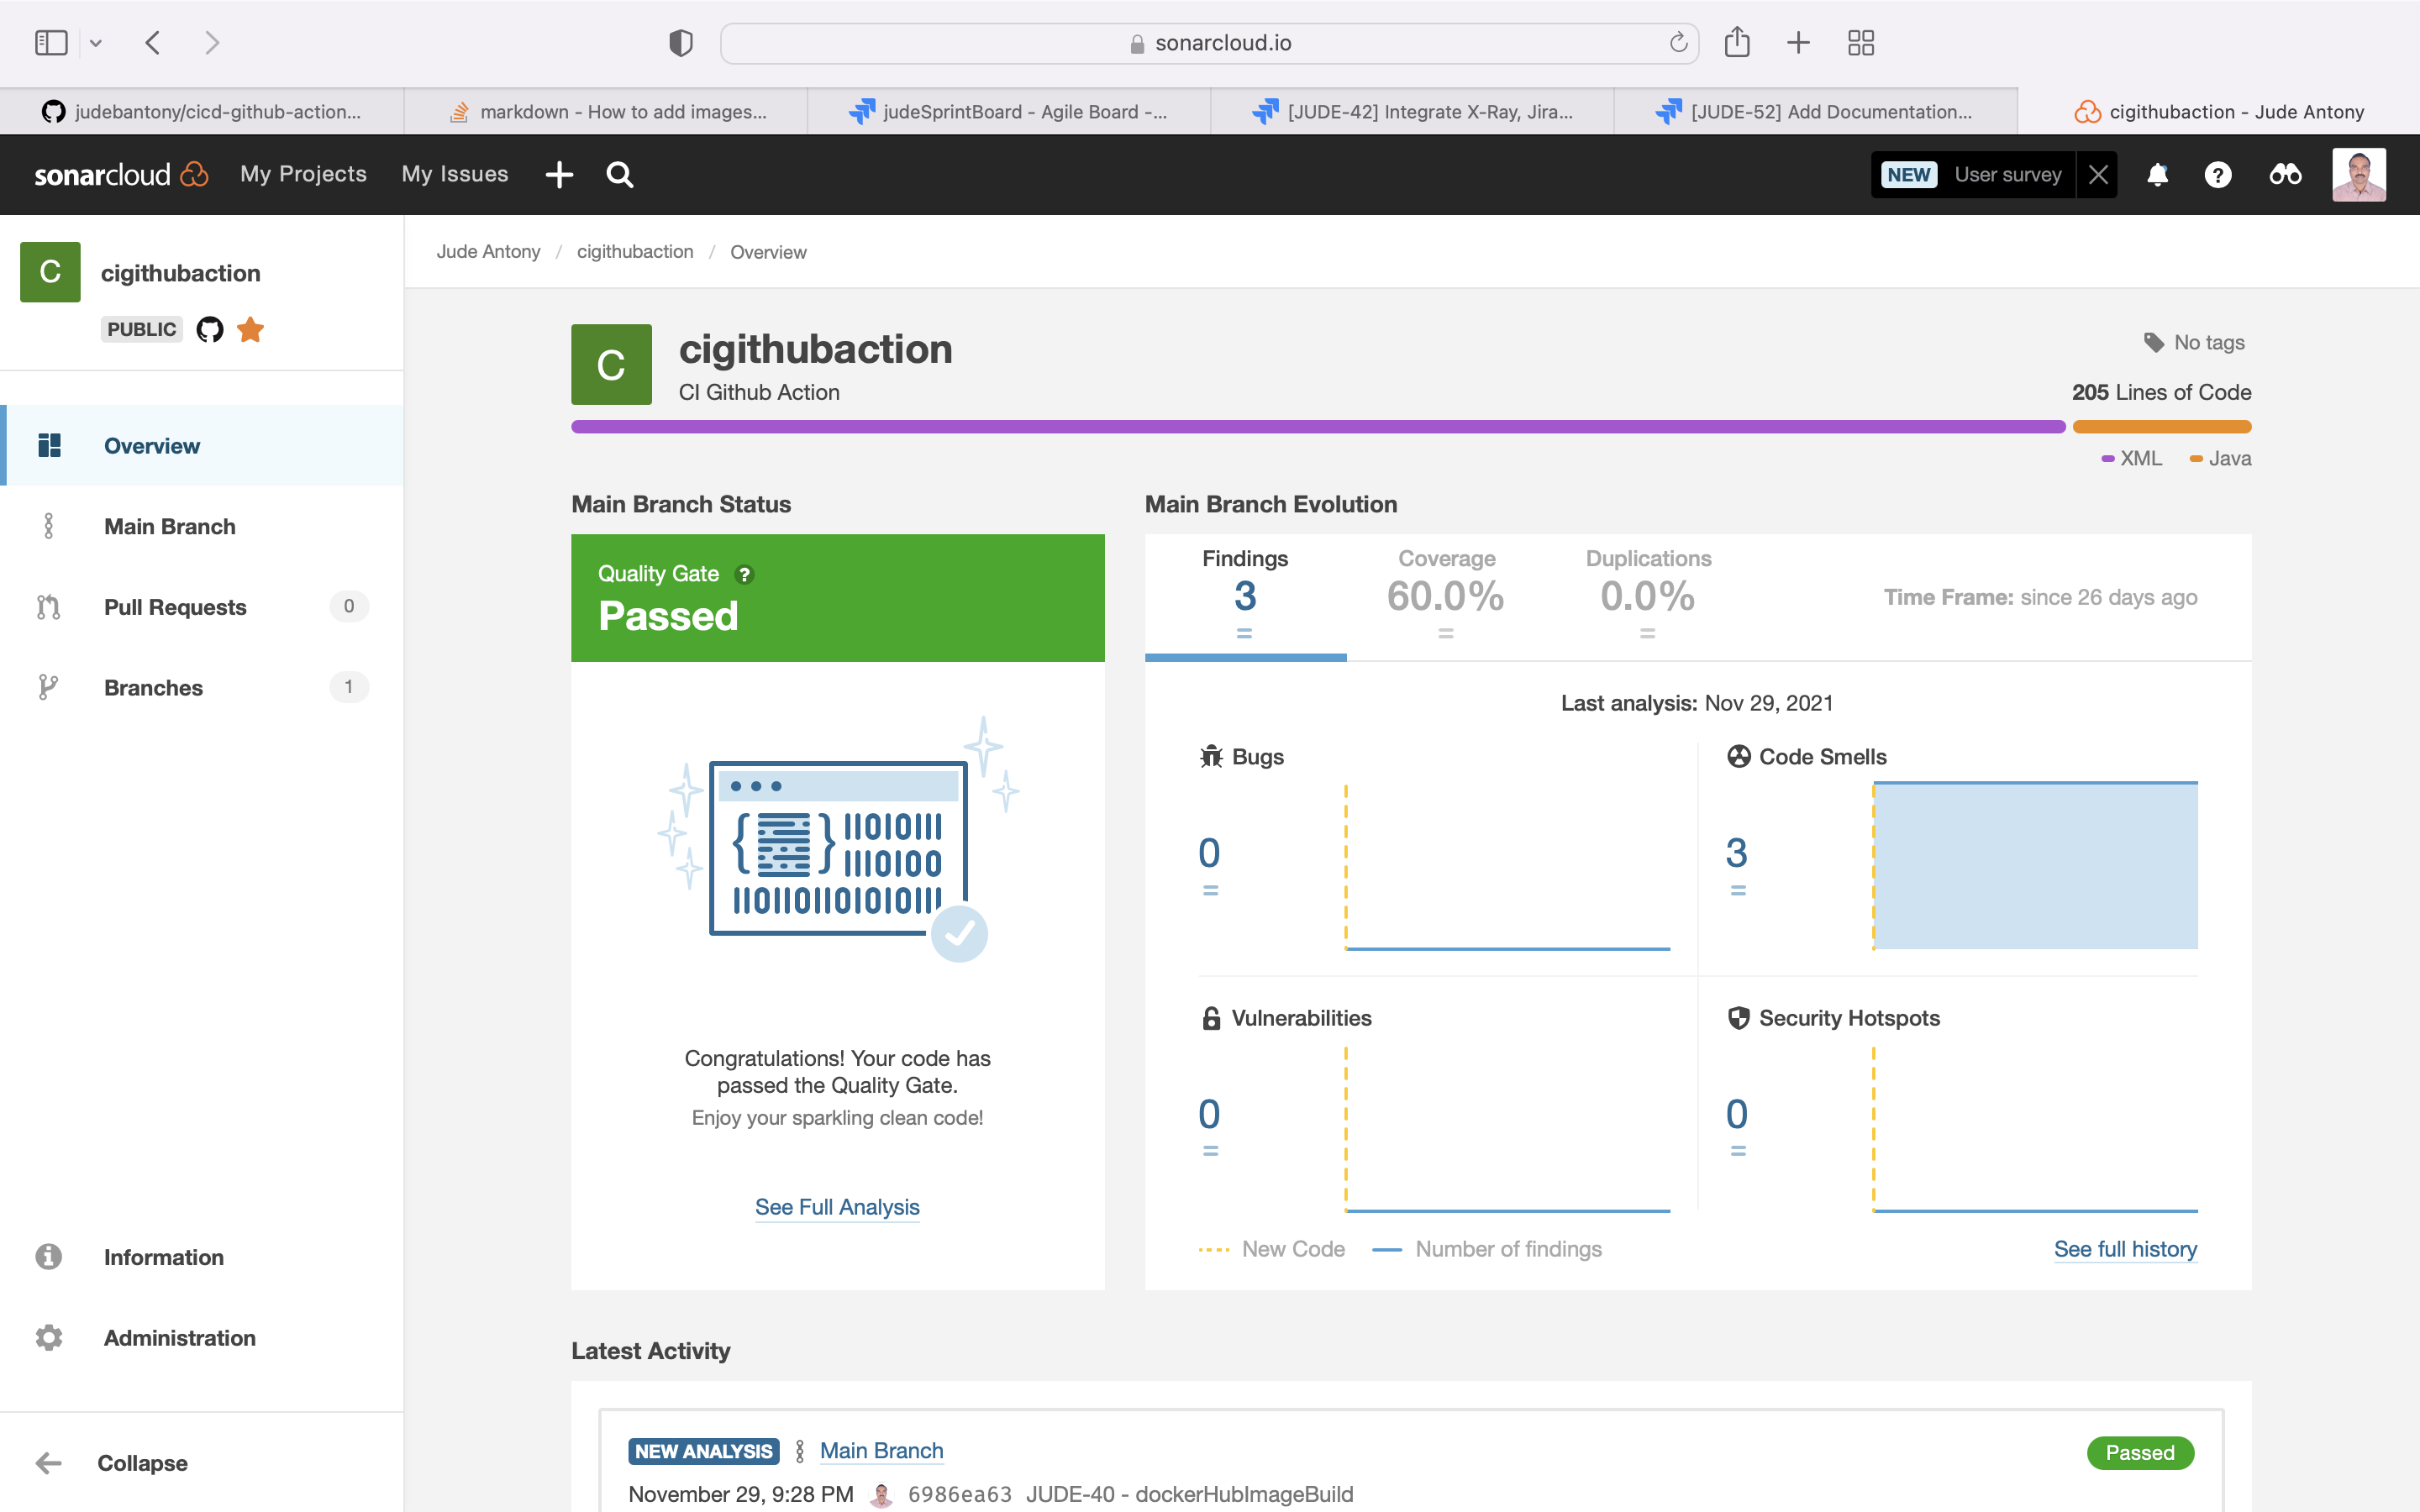 sonarcloud.io
judebantony/cicd-github-action...
markdown - How to add images...
judeSprintBoard - Agile Board -...
[JUDE-42] Integrate X-Ray, Jira...
[JUDE-52] Add Documentation...
cigithubaction - Jude Antony
sonarcloud My Projects My Issues
NEW User survey
C cigithubaction
PUBLIC
Overview
Main Branch
Pull Requests 0
Branches 1
Information
Administration
Collapse
Jude Antony / cigithubaction / Overview
C cigithubaction
CI Github Action
No tags
205 Lines of Code
XML Java
Main Branch Status
Quality Gate ?
Passed
{ } 11010111
1110100
1101101101010111
Congratulations! Your code has
passed the Quality Gate.
Enjoy your sparkling clean code!
See Full Analysis
Main Branch Evolution
Findings Coverage Duplications
3 60.0% 0.0%
= = =
Time Frame: since 26 days ago
Last analysis: Nov 29, 2021
Bugs
0
=
Code Smells
3
=
Vulnerabilities
0
=
Security Hotspots
0
=
New Code Number of findings
See full history
Latest Activity
NEW ANALYSIS Main Branch
Passed
November 29, 9:28 PM 6986ea63 JUDE-40 - dockerHubImageBuild